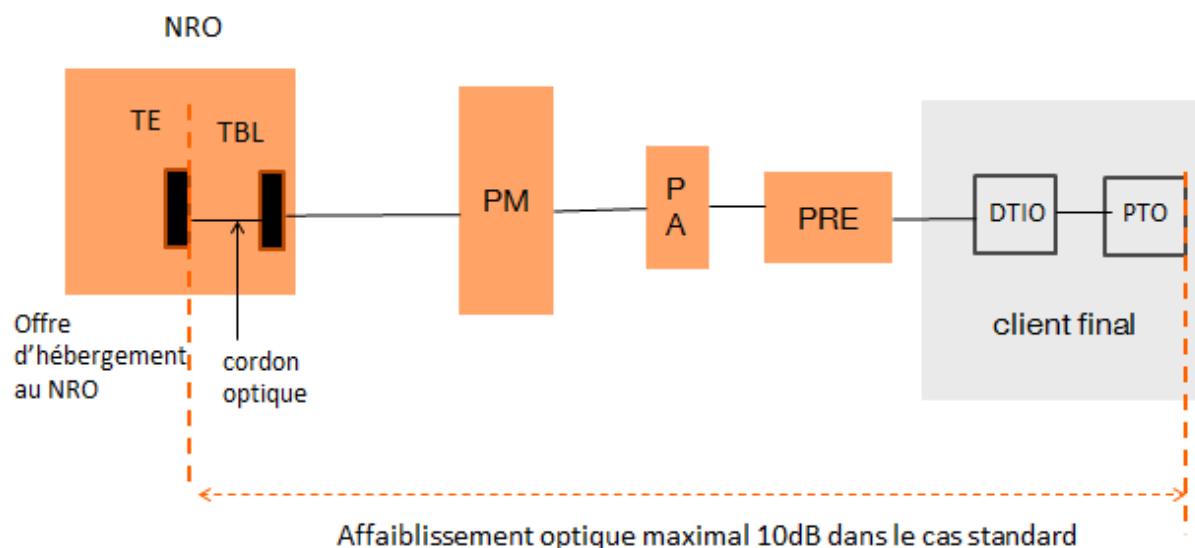 NRO
TE
TBL
PM
P
A
PRE
DTIO
PTO
client final
Offre
d'hébergement
au NRO
cordon
optique
Affaiblissement optique maximal 10dB dans le cas standard